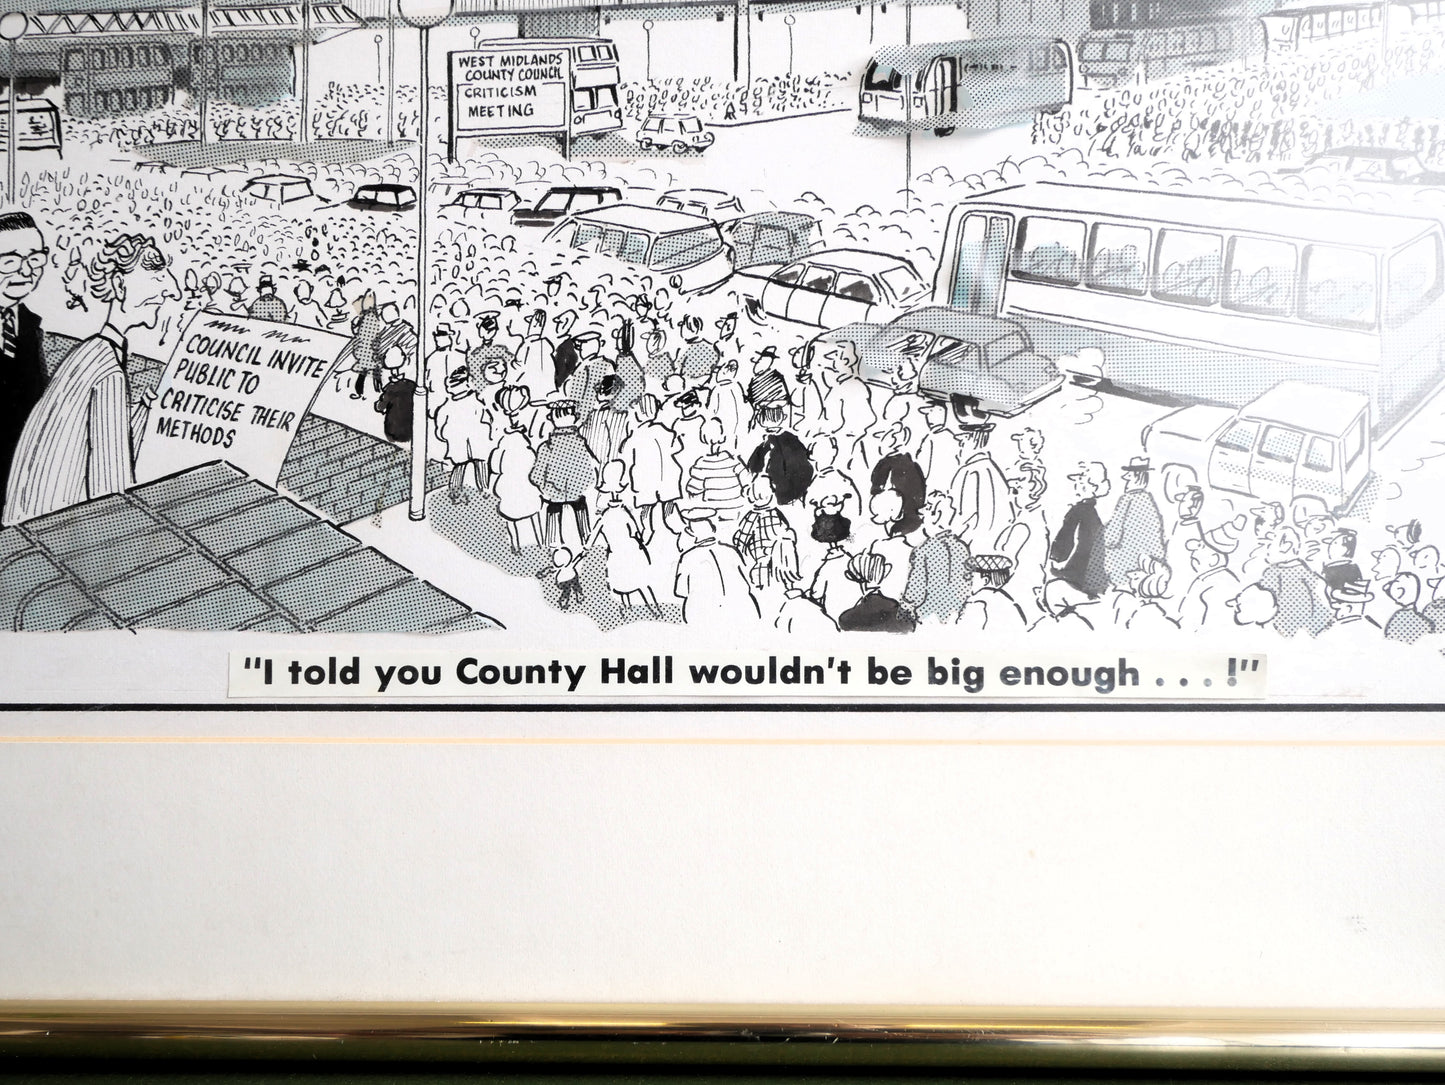 WEST MIDLANDS
COUNTY COUNCIL
CRITICISM
MEETING
COUNCIL INVITE
PUBLIC TO
CRITICISE THEIR
METHODS
"I told you County Hall wouldn't be big enough . . . !"